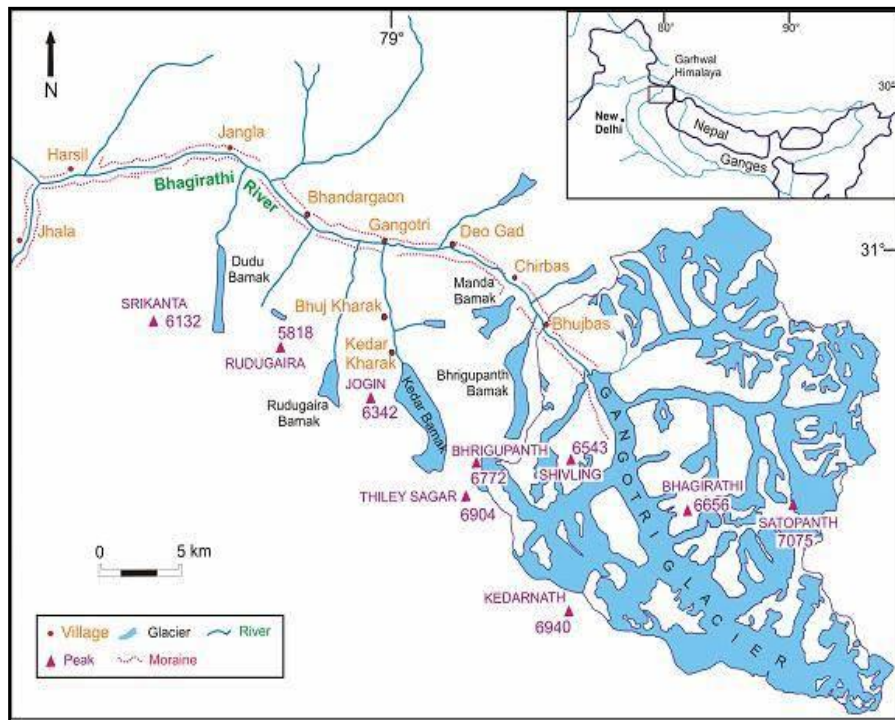 79°
80°
90°
N
Garhwal
Himalaya
30°
New
Delhi
Nepal
Ganges
Jangla
Harsil
Bhagirathi
River
Bhandargaon
Jhala
Gangotri
Deo Gad
31°
Dudu
Bamak
Chirbas
Manda
Bamak
SRIKANTA
6132
Bhuj Kharak
Bhujbas
5818
RUDUGAIRA
Kedar
Kharak
Bhrigupanth
Bamak
JOGIN
6342
Rudugaira
Bamak
Kedar Bamak
GANGOTRI GLACIER
BHRIGUPANTH
6772
6543
SHIVLING
THILEY SAGAR
6904
BHAGIRATHI
6656
SATOPANTH
7075
0 5 km
KEDARNATH
6940
Village Glacier River
Peak Moraine